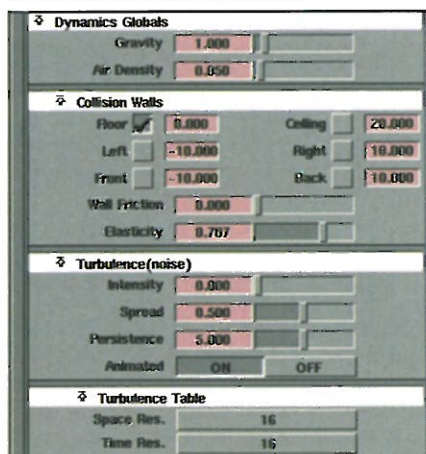 Dynamics Globals
Gravity 1.000
Air Density 0.050
Collision Walls
Floor 0.000 Ceiling 20.000
Left -10.000 Right 10.000
Front -10.000 Back 10.000
Wall Friction 0.000
Elasticity 0.707
Turbulence(noise)
Intensity 0.000
Spread 0.500
Persistence 5.000
Animated ON OFF
Turbulence Table
Space Res. 16
Time Res. 16